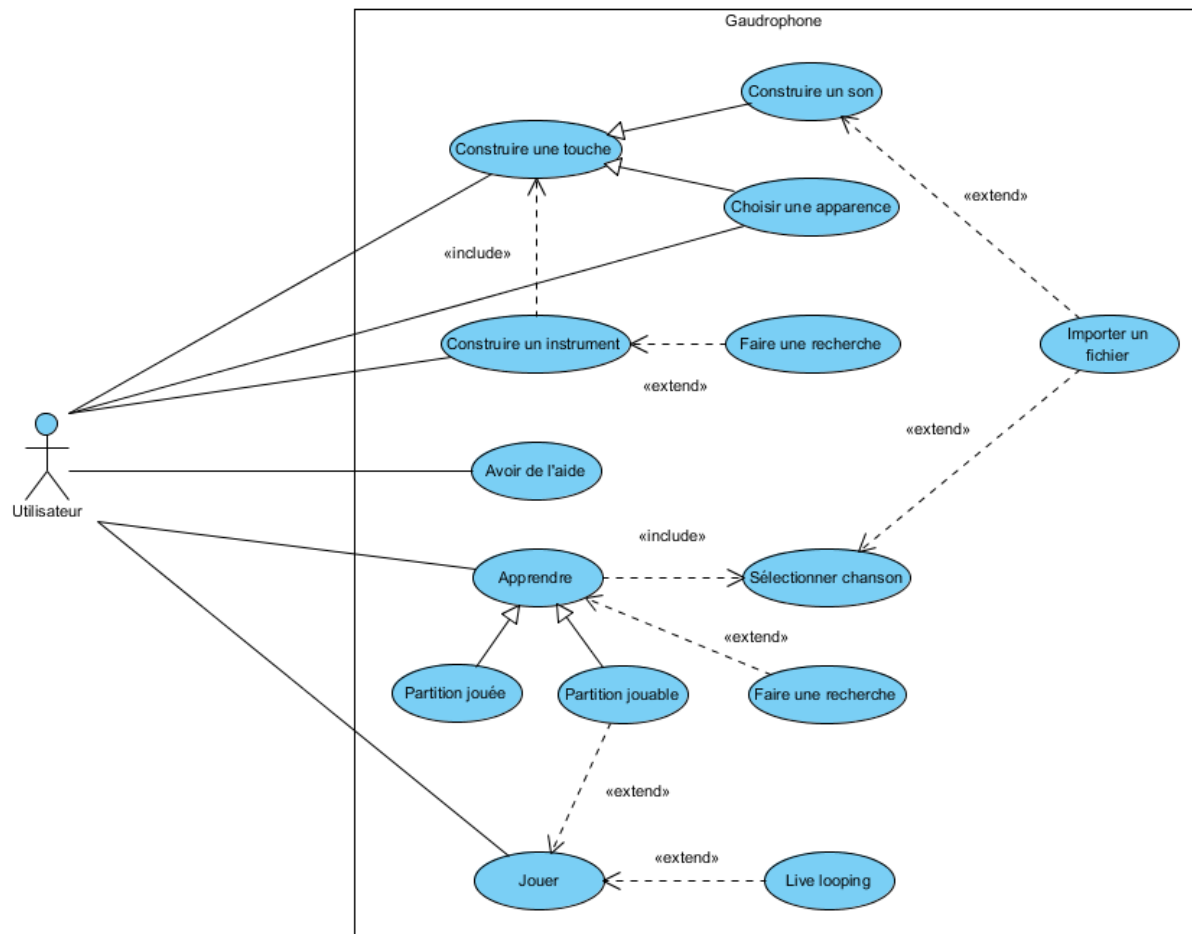 Gaudrophone
Construire un son
Construire une touche
Choisir une apparence
«extend»
«include»
Construire un instrument
Faire une recherche
Importer un
fichier
«extend»
«extend»
Avoir de l'aide
Utilisateur
«include»
Apprendre
Sélectionner chanson
«extend»
Partition jouée
Partition jouable
Faire une recherche
«extend»
«extend»
Jouer
Live looping